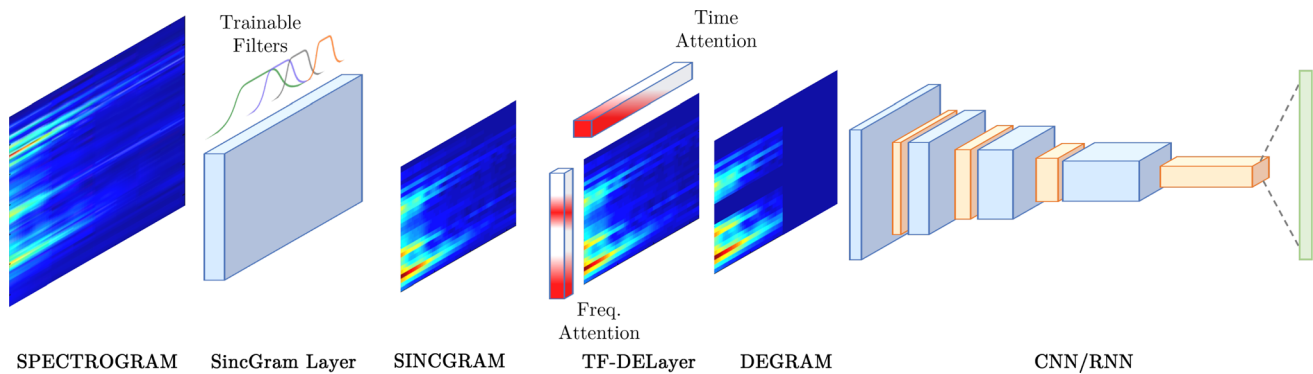 Trainable
Filters
Time
Attention
Freq.
Attention
SPECTROGRAM
SincGram Layer
SINCGRAM
TF-DELayer
DEGRAM
CNN/RNN